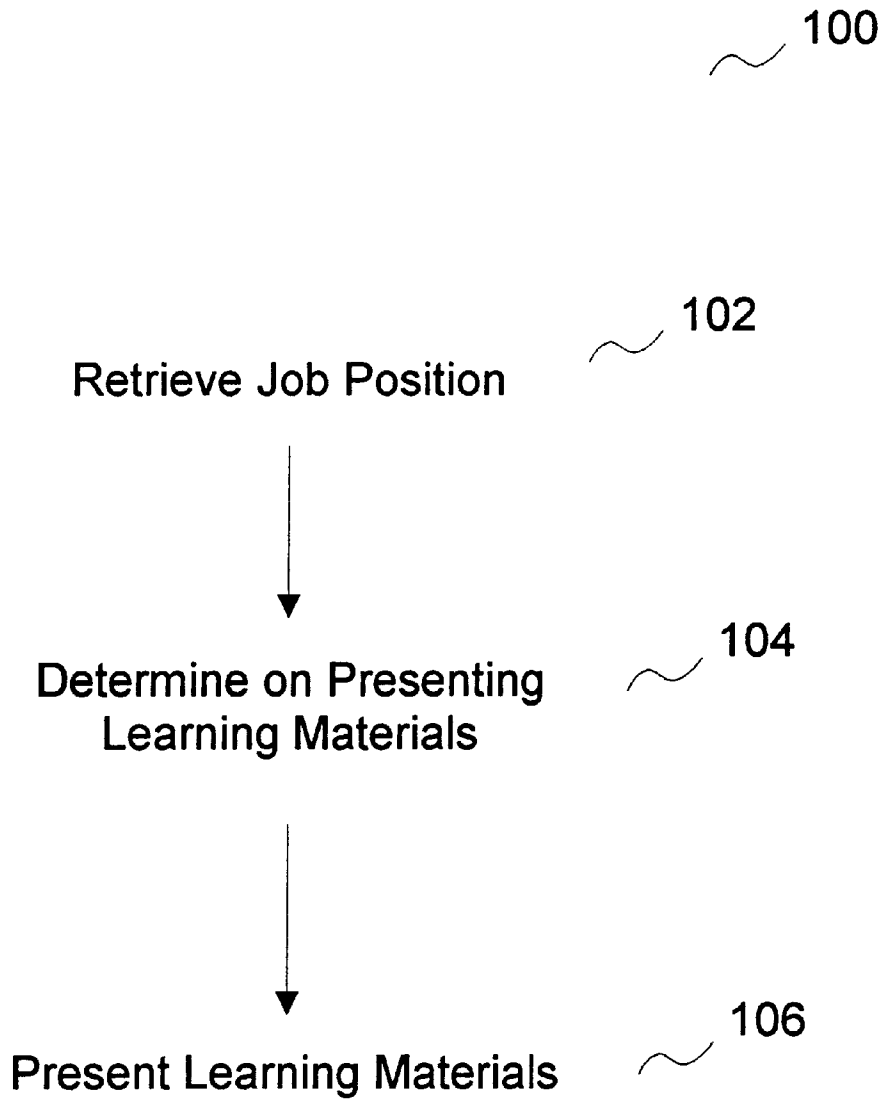 100
102
Retrieve Job Position
104
Determine on Presenting
Learning Materials
106
Present Learning Materials